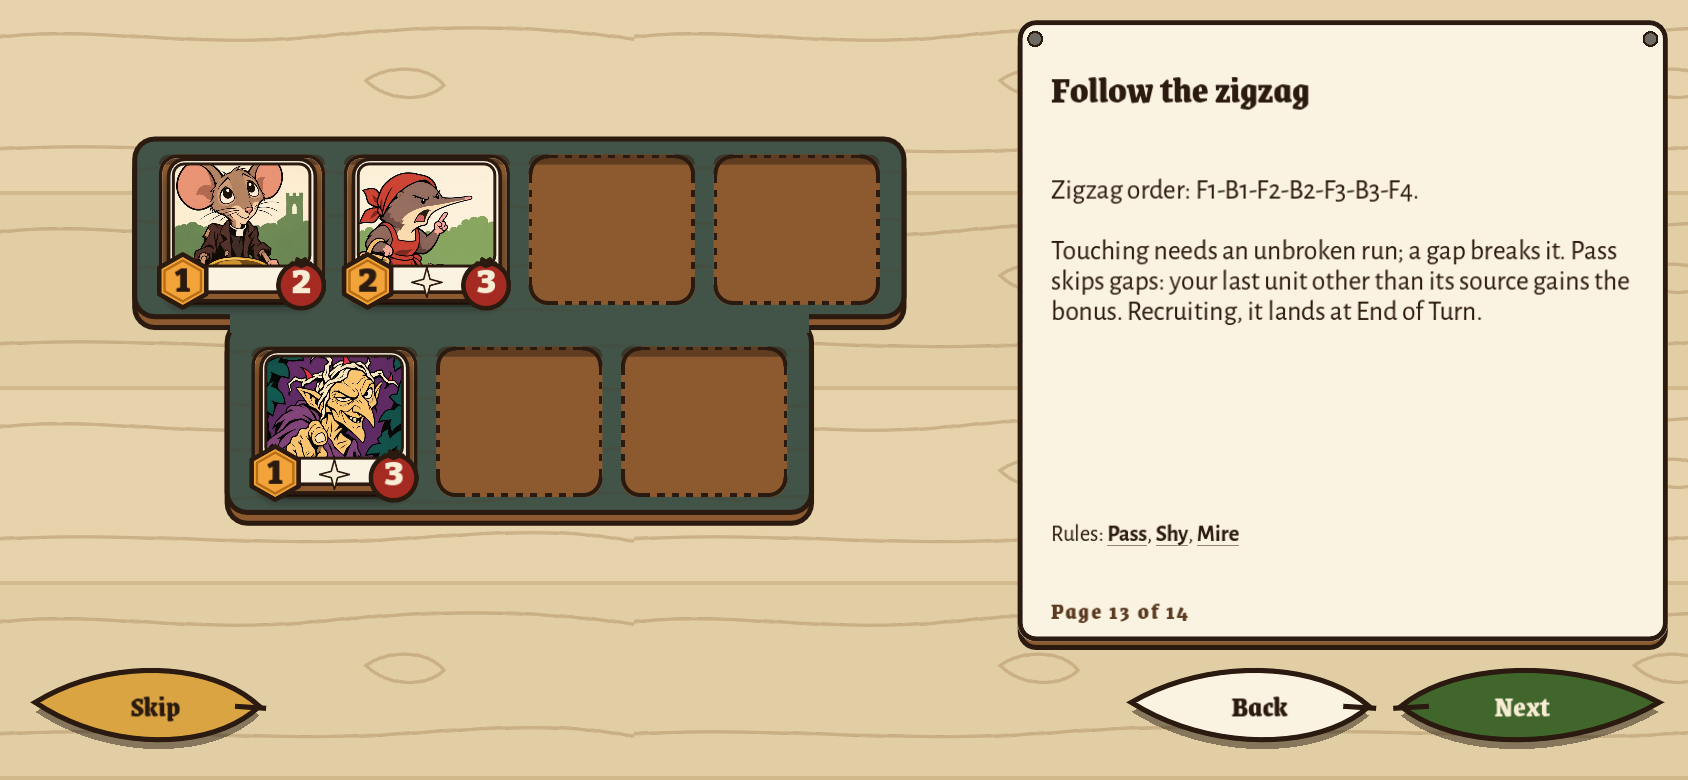 Follow the zigzag
Zigzag order: F1-B1-F2-B2-F3-B3-F4.
Touching needs an unbroken run; a gap breaks it. Pass
skips gaps: your last unit other than its source gains the
bonus. Recruiting, it lands at End of Turn.
1
2
2
3
1
3
Rules: Pass, Shy, Mire
Page 13 of 14
Skip
Back
Next